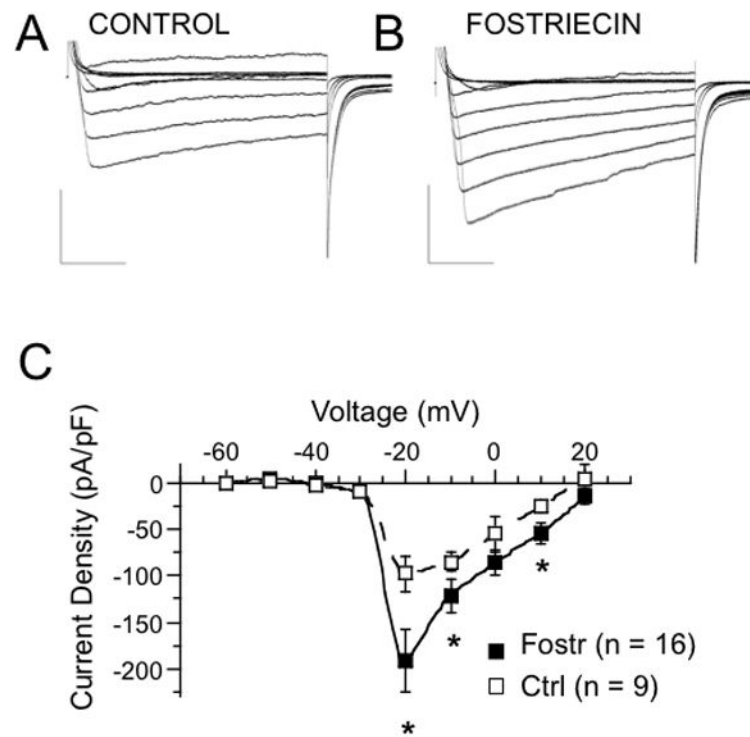 A CONTROL B FOSTRIECIN
C
Voltage (mV)
-60 -40 -20 0 20
Current Density (pA/pF)
0
-50
-100
-150
-200
*
*
*
Fostr (n = 16)
Ctrl (n = 9)